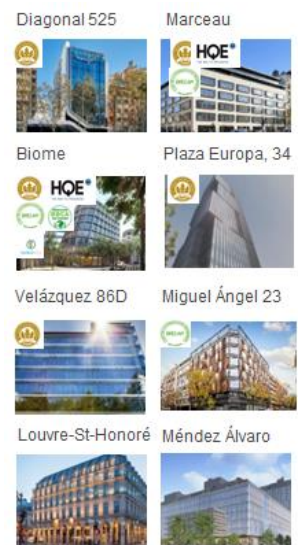 Diagonal 525
Marceau
HQE
Biome
Plaza Europa, 34
HQE
Velázquez 86D
Miguel Ángel 23
Louvre-St-Honoré
Méndez Álvaro